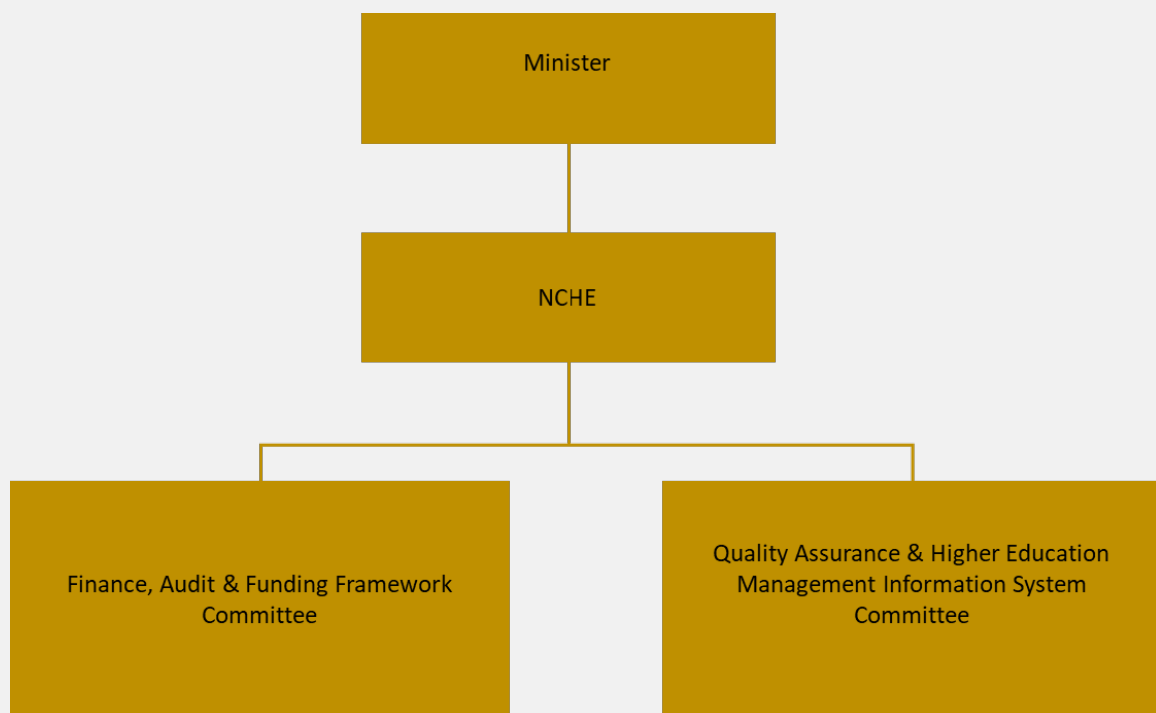 Minister
NCHE
Finance, Audit & Funding Framework
Committee
Quality Assurance & Higher Education
Management Information System
Committee